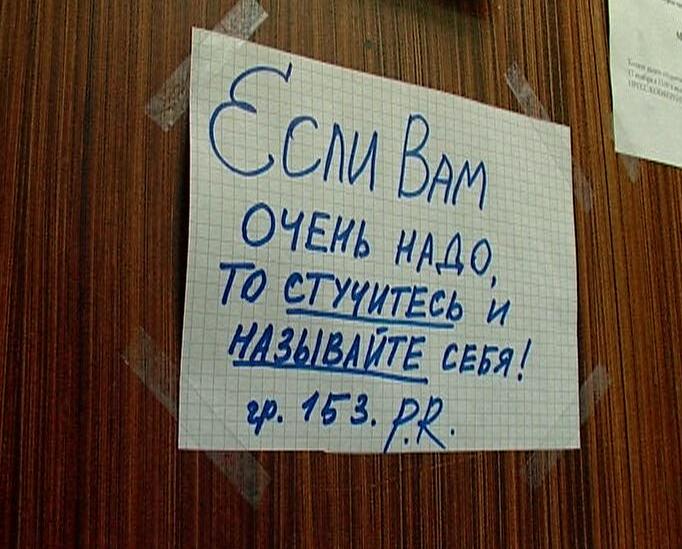 Если Вам
очень надо,
то стучитесь и
называйте себя!
гр. 153. P.R.